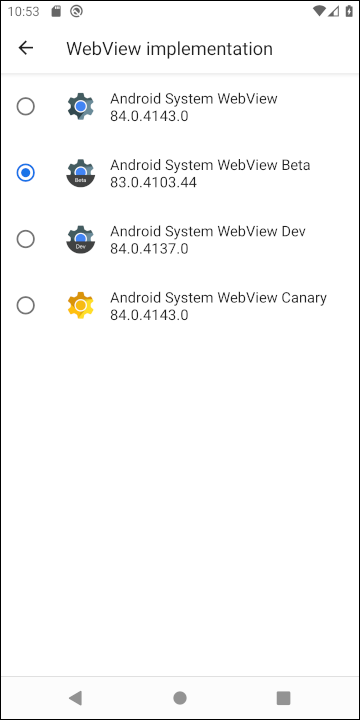 10:53
WebView implementation
Android System WebView
84.0.4143.0
Android System WebView Beta
83.0.4103.44
Beta
Android System WebView Dev
84.0.4137.0
Dev
Android System WebView Canary
84.0.4143.0